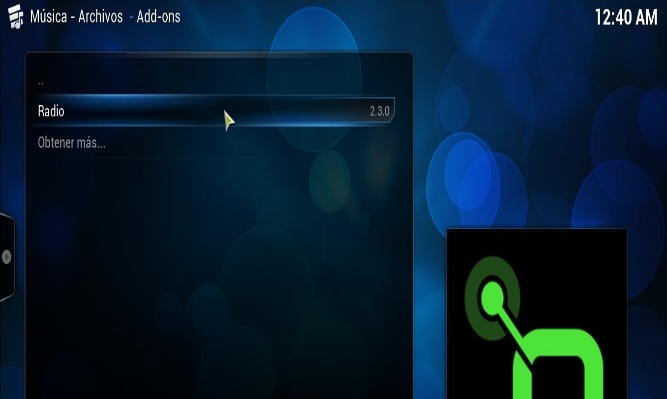 Música - Archivos - Add-ons
12:40 AM
..
Radio 2.3.0
Obtener más...